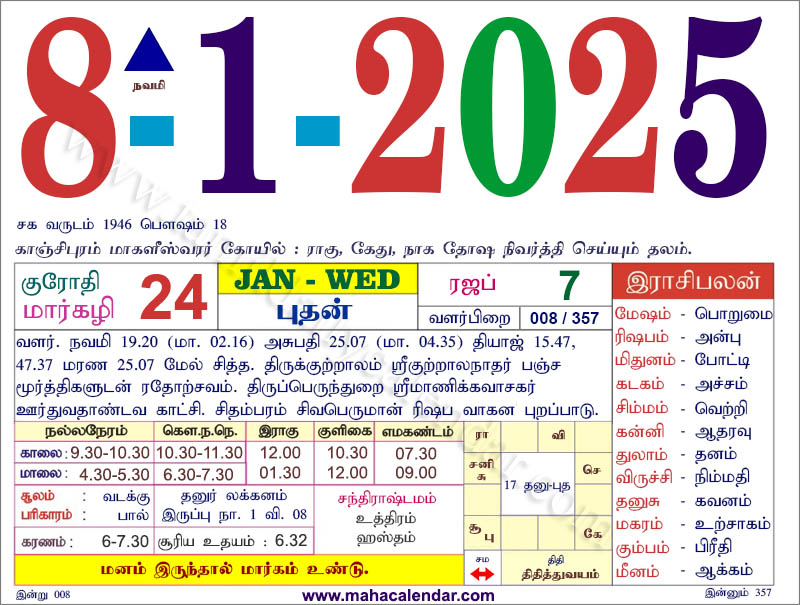 8-1-2025
நவமி
சக வருடம் 1946 பௌஷம் 18
காஞ்சிபுரம் மாகளீஸ்வரர் கோயில் : ராகு, கேது, நாக தோஷ நிவர்த்தி செய்யும் தலம்.
குரோதி
மார்கழி 24
JAN - WED
புதன்
ரஜப் 7
வளர்பிறை 008 / 357
வளர். நவமி 19.20 (மா. 02.16) அசுபதி 25.07 (மா. 04.35) தியாஜ் 15.47,
47.37 மரண 25.07 மேல் சித்த. திருக்குற்றாலம் ஸ்ரீகுற்றாலநாதர் பஞ்ச
மூர்த்திகளுடன் ரதோற்சவம். திருப்பெருந்துறை ஸ்ரீமாணிக்கவாசகர்
ஊர்துவதாண்டவ காட்சி. சிதம்பரம் சிவபெருமான் ரிஷப வாகன புறப்பாடு.
இராசிபலன்
மேஷம் - பொறுமை
ரிஷபம் - அன்பு
மிதுனம் - போட்டி
கடகம் - அச்சம்
சிம்மம் - வெற்றி
கன்னி - ஆதரவு
துலாம் - தனம்
விருச்சி - நிம்மதி
தனுசு - கவனம்
மகரம் - உற்சாகம்
கும்பம் - பிரீதி
மீனம் - ஆக்கம்
நல்லநேரம் கௌ.ந.நெ. இராகு குளிகை எமகண்டம்
காலை: 9.30-10.30 10.30-11.30 12.00 10.30 07.30
மாலை: 4.30-5.30 6.30-7.30 01.30 12.00 09.00
சூலம் : வடக்கு
பரிகாரம் : பால்
தனுர் லக்கனம்
இருப்பு நா. 1 வி. 08
சந்திராஷ்டமம்
உத்திரம்
ஹஸ்தம்
கரணம் : 6-7.30 சூரிய உதயம் : 6.32
ரா வி
சனி
சு
செ
17 தனு-புத
சூ பு கே
மனம் இருந்தால் மார்கம் உண்டு.
சம
திதி
திதித்துவயம்
இன்று 008
www.mahacalendar.com
இன்னும் 357